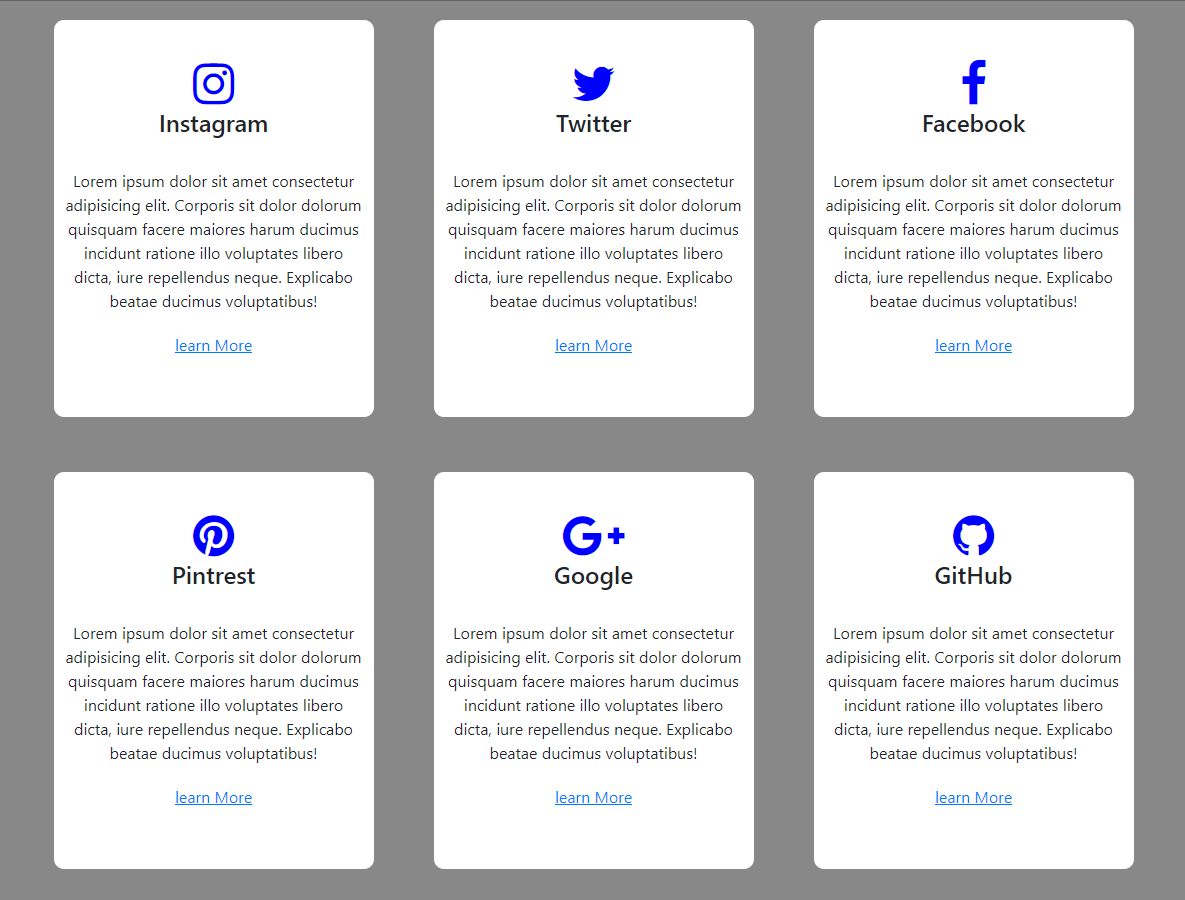 Instagram
Lorem ipsum dolor sit amet consectetur
adipisicing elit. Corporis sit dolor dolorum
quisquam facere maiores harum ducimus
incidunt ratione illo voluptates libero
dicta, iure repellendus neque. Explicabo
beatae ducimus voluptatibus!
learn More
Twitter
Lorem ipsum dolor sit amet consectetur
adipisicing elit. Corporis sit dolor dolorum
quisquam facere maiores harum ducimus
incidunt ratione illo voluptates libero
dicta, iure repellendus neque. Explicabo
beatae ducimus voluptatibus!
learn More
Facebook
Lorem ipsum dolor sit amet consectetur
adipisicing elit. Corporis sit dolor dolorum
quisquam facere maiores harum ducimus
incidunt ratione illo voluptates libero
dicta, iure repellendus neque. Explicabo
beatae ducimus voluptatibus!
learn More
Pintrest
Lorem ipsum dolor sit amet consectetur
adipisicing elit. Corporis sit dolor dolorum
quisquam facere maiores harum ducimus
incidunt ratione illo voluptates libero
dicta, iure repellendus neque. Explicabo
beatae ducimus voluptatibus!
learn More
Google
Lorem ipsum dolor sit amet consectetur
adipisicing elit. Corporis sit dolor dolorum
quisquam facere maiores harum ducimus
incidunt ratione illo voluptates libero
dicta, iure repellendus neque. Explicabo
beatae ducimus voluptatibus!
learn More
GitHub
Lorem ipsum dolor sit amet consectetur
adipisicing elit. Corporis sit dolor dolorum
quisquam facere maiores harum ducimus
incidunt ratione illo voluptates libero
dicta, iure repellendus neque. Explicabo
beatae ducimus voluptatibus!
learn More